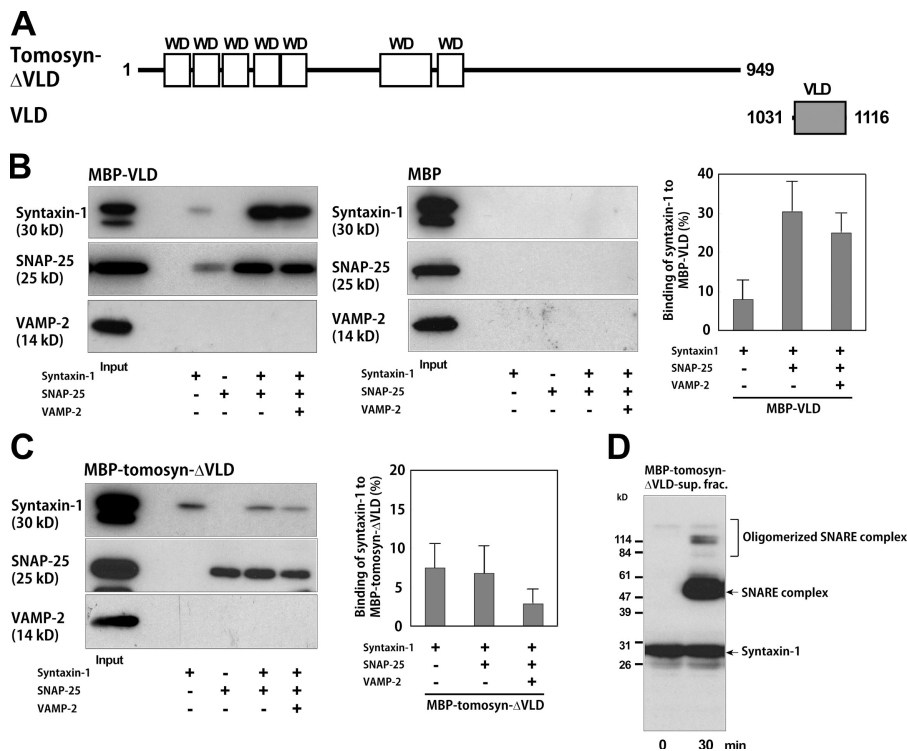 A
Tomosyn-
ΔVLD
WD WD WD WD WD WD WD
1 949
VLD
VLD
1031 1116
B
MBP-VLD
Syntaxin-1
(30 kD)
SNAP-25
(25 kD)
VAMP-2
(14 kD)
Input
Syntaxin-1 + - + +
SNAP-25 - + + +
VAMP-2 - - - +
MBP
Syntaxin-1
(30 kD)
SNAP-25
(25 kD)
VAMP-2
(14 kD)
Input
Syntaxin-1 + - + +
SNAP-25 - + + +
VAMP-2 - - - +
Binding of syntaxin-1 to
MBP-VLD (%)
40
30
20
10
0
Syntaxin1 + + +
SNAP-25 - + +
VAMP-2 - - +
MBP-VLD
C
MBP-tomosyn-ΔVLD
Syntaxin-1
(30 kD)
SNAP-25
(25 kD)
VAMP-2
(14 kD)
Input
Syntaxin-1 + - + +
SNAP-25 - + + +
VAMP-2 - - - +
Binding of syntaxin-1 to
MBP-tomosyn-ΔVLD (%)
20
15
10
5
0
Syntaxin-1 + + +
SNAP-25 - + +
VAMP-2 - - +
MBP-tomosyn-ΔVLD
D
MBP-tomosyn-
ΔVLD-sup. frac.
kD
114
84
61
47
39
31
26
Oligomerized SNARE complex
SNARE complex
Syntaxin-1
0 30 min